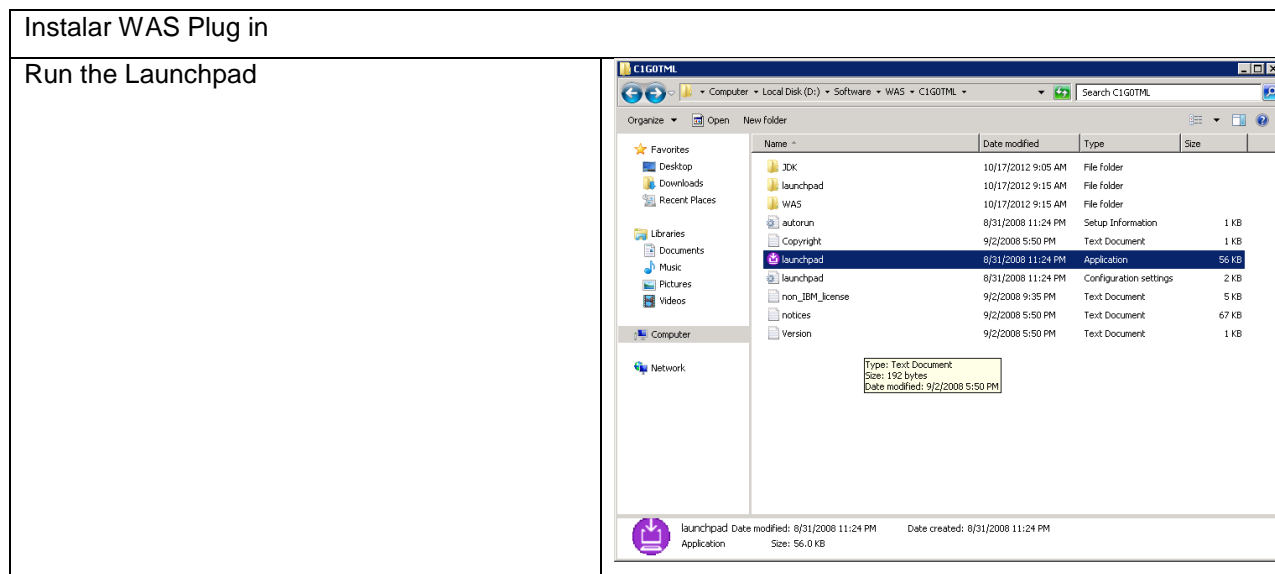 Instalar WAS Plug in
Run the Launchpad
C1G0TML
Computer Local Disk (D:) Software WAS C1G0TML
Search C1G0TML
Organize Open New folder
Name Date modified Type Size
Favorites
Desktop
Downloads
Recent Places
Libraries
Documents
Music
Pictures
Videos
Computer
Network
JDK 10/17/2012 9:05 AM File folder
launchpad 10/17/2012 9:15 AM File folder
WAS 10/17/2012 9:15 AM File folder
autorun 8/31/2008 11:24 PM Setup Information 1 KB
Copyright 9/2/2008 5:50 PM Text Document 1 KB
launchpad 8/31/2008 11:24 PM Application 56 KB
launchpad 8/31/2008 11:24 PM Configuration settings 2 KB
non_IBM_license 9/2/2008 9:35 PM Text Document 5 KB
notices 9/2/2008 5:50 PM Text Document 67 KB
Version 9/2/2008 5:50 PM Text Document 1 KB
Type: Text Document
Size: 192 bytes
Date modified: 9/2/2008 5:50 PM
launchpad Date modified: 8/31/2008 11:24 PM Date created: 8/31/2008 11:24 PM
Application Size: 56.0 KB